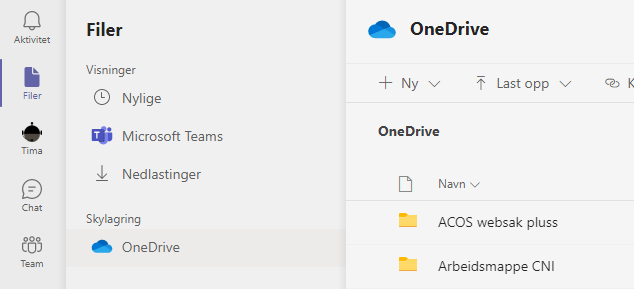 Aktivitet
Filer
Tima
Chat
Team
Filer
Visninger
Nylige
Microsoft Teams
Nedlastinger
Skylagring
OneDrive
OneDrive
Ny Last opp K
OneDrive
Navn
ACOS websak pluss
Arbeidsmappe CNI